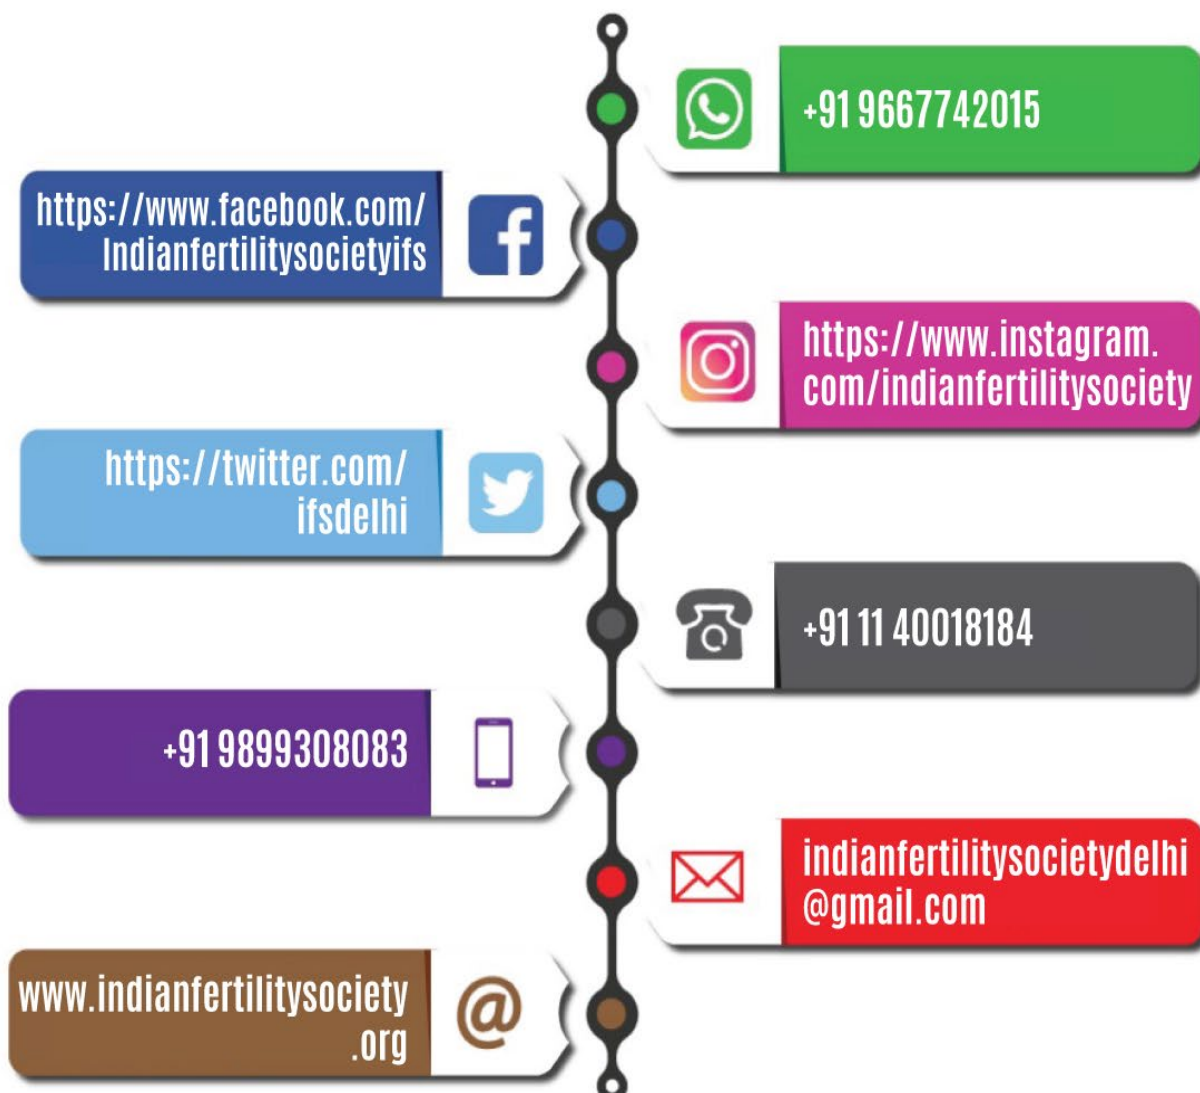 +91 9667742015
https://www.facebook.com/
Indianfertilitysocietyifs
https://www.instagram.
com/indianfertilitysociety
https://twitter.com/
ifsdelhi
+91 11 40018184
+91 9899308083
indianfertilitysocietydelhi
@gmail.com
www.indianfertilitysociety
.org